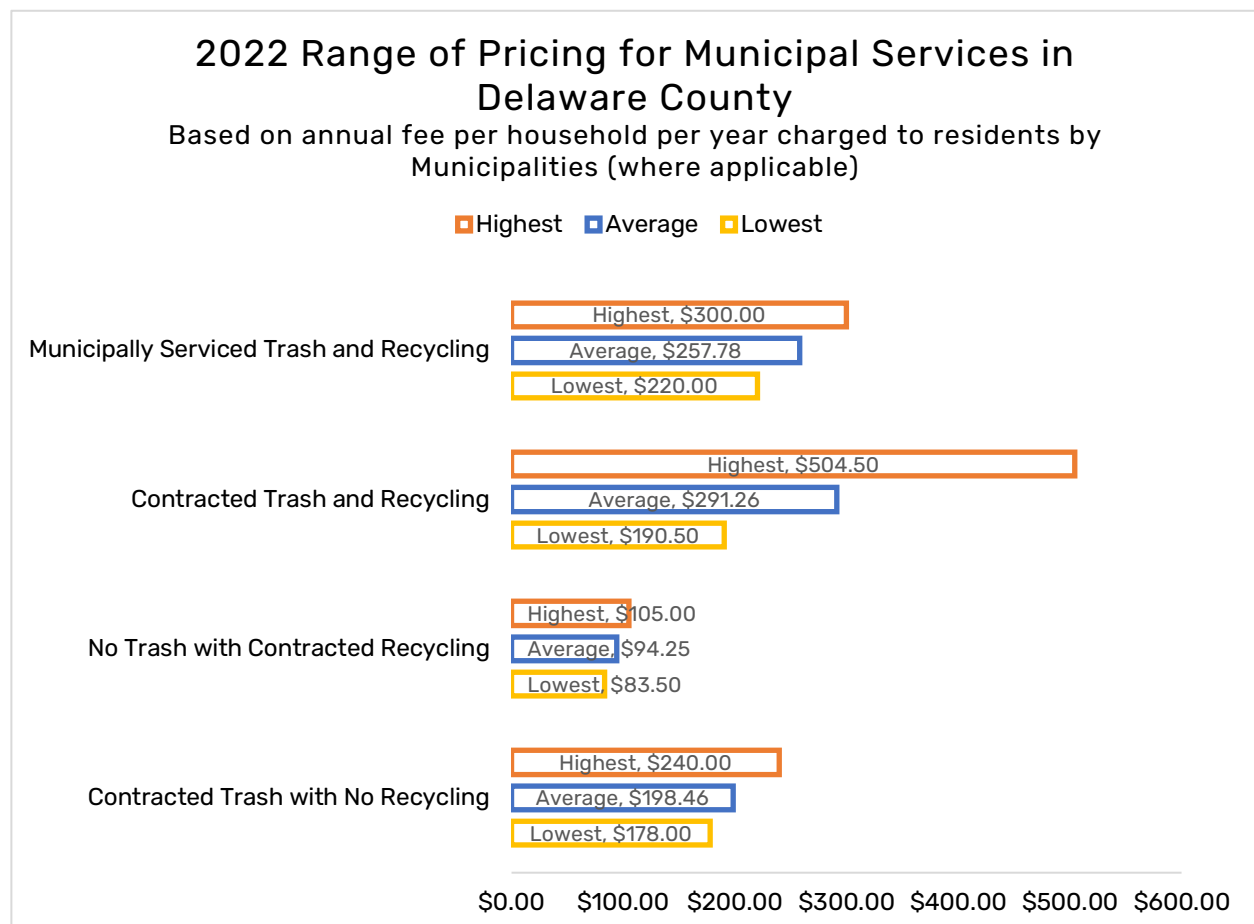 2022 Range of Pricing for Municipal Services in
Delaware County
Based on annual fee per household per year charged to residents by
Municipalities (where applicable)
Highest Average Lowest
Highest, $300.00
Municipally Serviced Trash and Recycling
Average, $257.78
Lowest, $220.00
Highest, $504.50
Contracted Trash and Recycling
Average, $291.26
Lowest, $190.50
Highest, $105.00
No Trash with Contracted Recycling
Average, $94.25
Lowest, $83.50
Highest, $240.00
Contracted Trash with No Recycling
Average, $198.46
Lowest, $178.00
$0.00 $100.00 $200.00 $300.00 $400.00 $500.00 $600.00